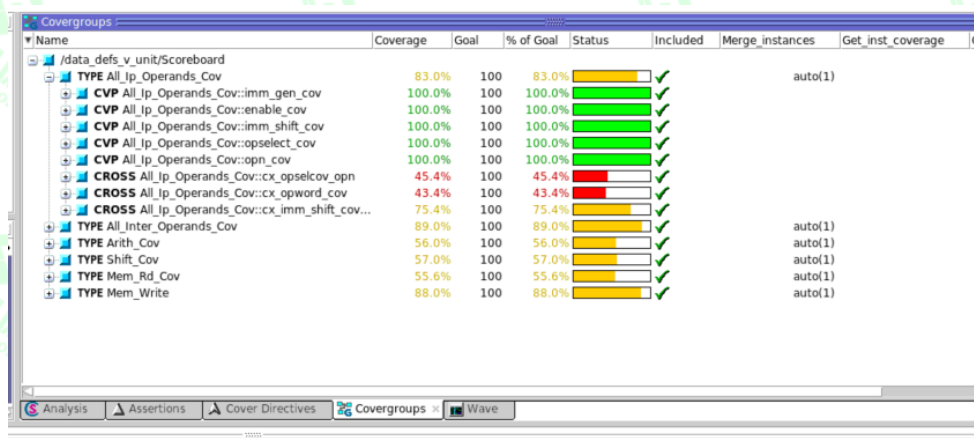 Covergroups
Name Coverage Goal % of Goal Status Included Merge_instances Get_inst_coverage
/data_defs_v_unit/Scoreboard
TYPE All_Ip_Operands_Cov 83.0% 100 83.0% auto(1)
CVP All_Ip_Operands_Cov::imm_gen_cov 100.0% 100 100.0%
CVP All_Ip_Operands_Cov::enable_cov 100.0% 100 100.0%
CVP All_Ip_Operands_Cov::imm_shift_cov 100.0% 100 100.0%
CVP All_Ip_Operands_Cov::opselect_cov 100.0% 100 100.0%
CVP All_Ip_Operands_Cov::opn_cov 100.0% 100 100.0%
CROSS All_Ip_Operands_Cov::cx_opselcov_opn 45.4% 100 45.4%
CROSS All_Ip_Operands_Cov::cx_opword_cov 43.4% 100 43.4%
CROSS All_Ip_Operands_Cov::cx_imm_shift_cov... 75.4% 100 75.4%
TYPE All_Inter_Operands_Cov 89.0% 100 89.0% auto(1)
TYPE Arith_Cov 56.0% 100 56.0% auto(1)
TYPE Shift_Cov 57.0% 100 57.0% auto(1)
TYPE Mem_Rd_Cov 55.6% 100 55.6% auto(1)
TYPE Mem_Write 88.0% 100 88.0% auto(1)
Analysis Assertions Cover Directives Covergroups Wave